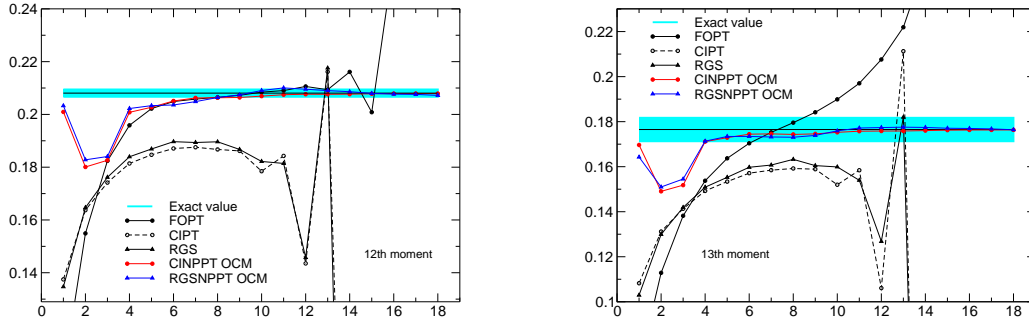 0.24
0.22
0.2
0.18
0.16
0.14
Exact value
FOPT
CIPT
RGS
CINPPT OCM
RGSNPPT OCM
12th moment
0 2 4 6 8 10 12 14 16 18
0.22
0.2
0.18
0.16
0.14
0.12
0.1
Exact value
FOPT
CIPT
RGS
CINPPT OCM
RGSNPPT OCM
13th moment
0 2 4 6 8 10 12 14 16 18